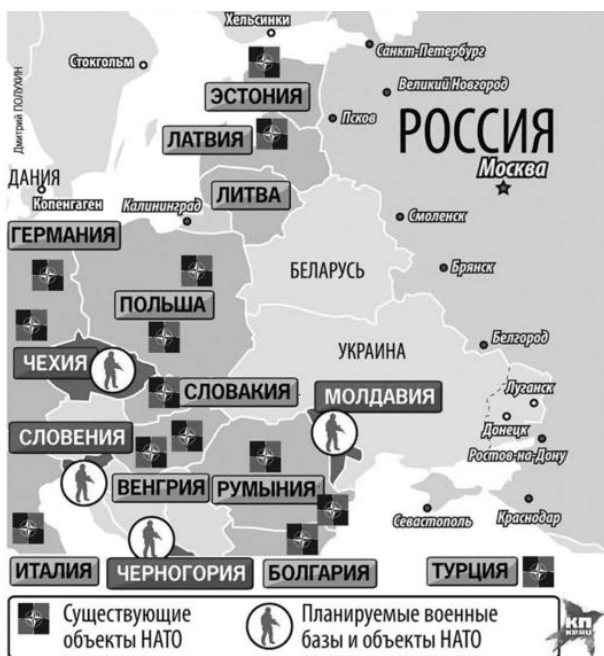 Дмитрий ПОЛУХИН
Хельсинки
Стокгольм
Санкт-Петербург
ЭСТОНИЯ
Великий Новгород
Псков
РОССИЯ
Москва
ЛАТВИЯ
ДАНИЯ
Копенгаген
Калининград
ЛИТВА
Смоленск
ГЕРМАНИЯ
БЕЛАРУСЬ
Брянск
ПОЛЬША
Белгород
УКРАИНА
ЧЕХИЯ
СЛОВАКИЯ
МОЛДАВИЯ
Луганск
Донецк
Ростов-на-Дону
СЛОВЕНИЯ
ВЕНГРИЯ
РУМЫНИЯ
Севастополь
Краснодар
ИТАЛИЯ
ЧЕРНОГОРИЯ
БОЛГАРИЯ
ТУРЦИЯ
Существующие
объекты НАТО
Планируемые военные
базы и объекты НАТО
КП
KP.RU